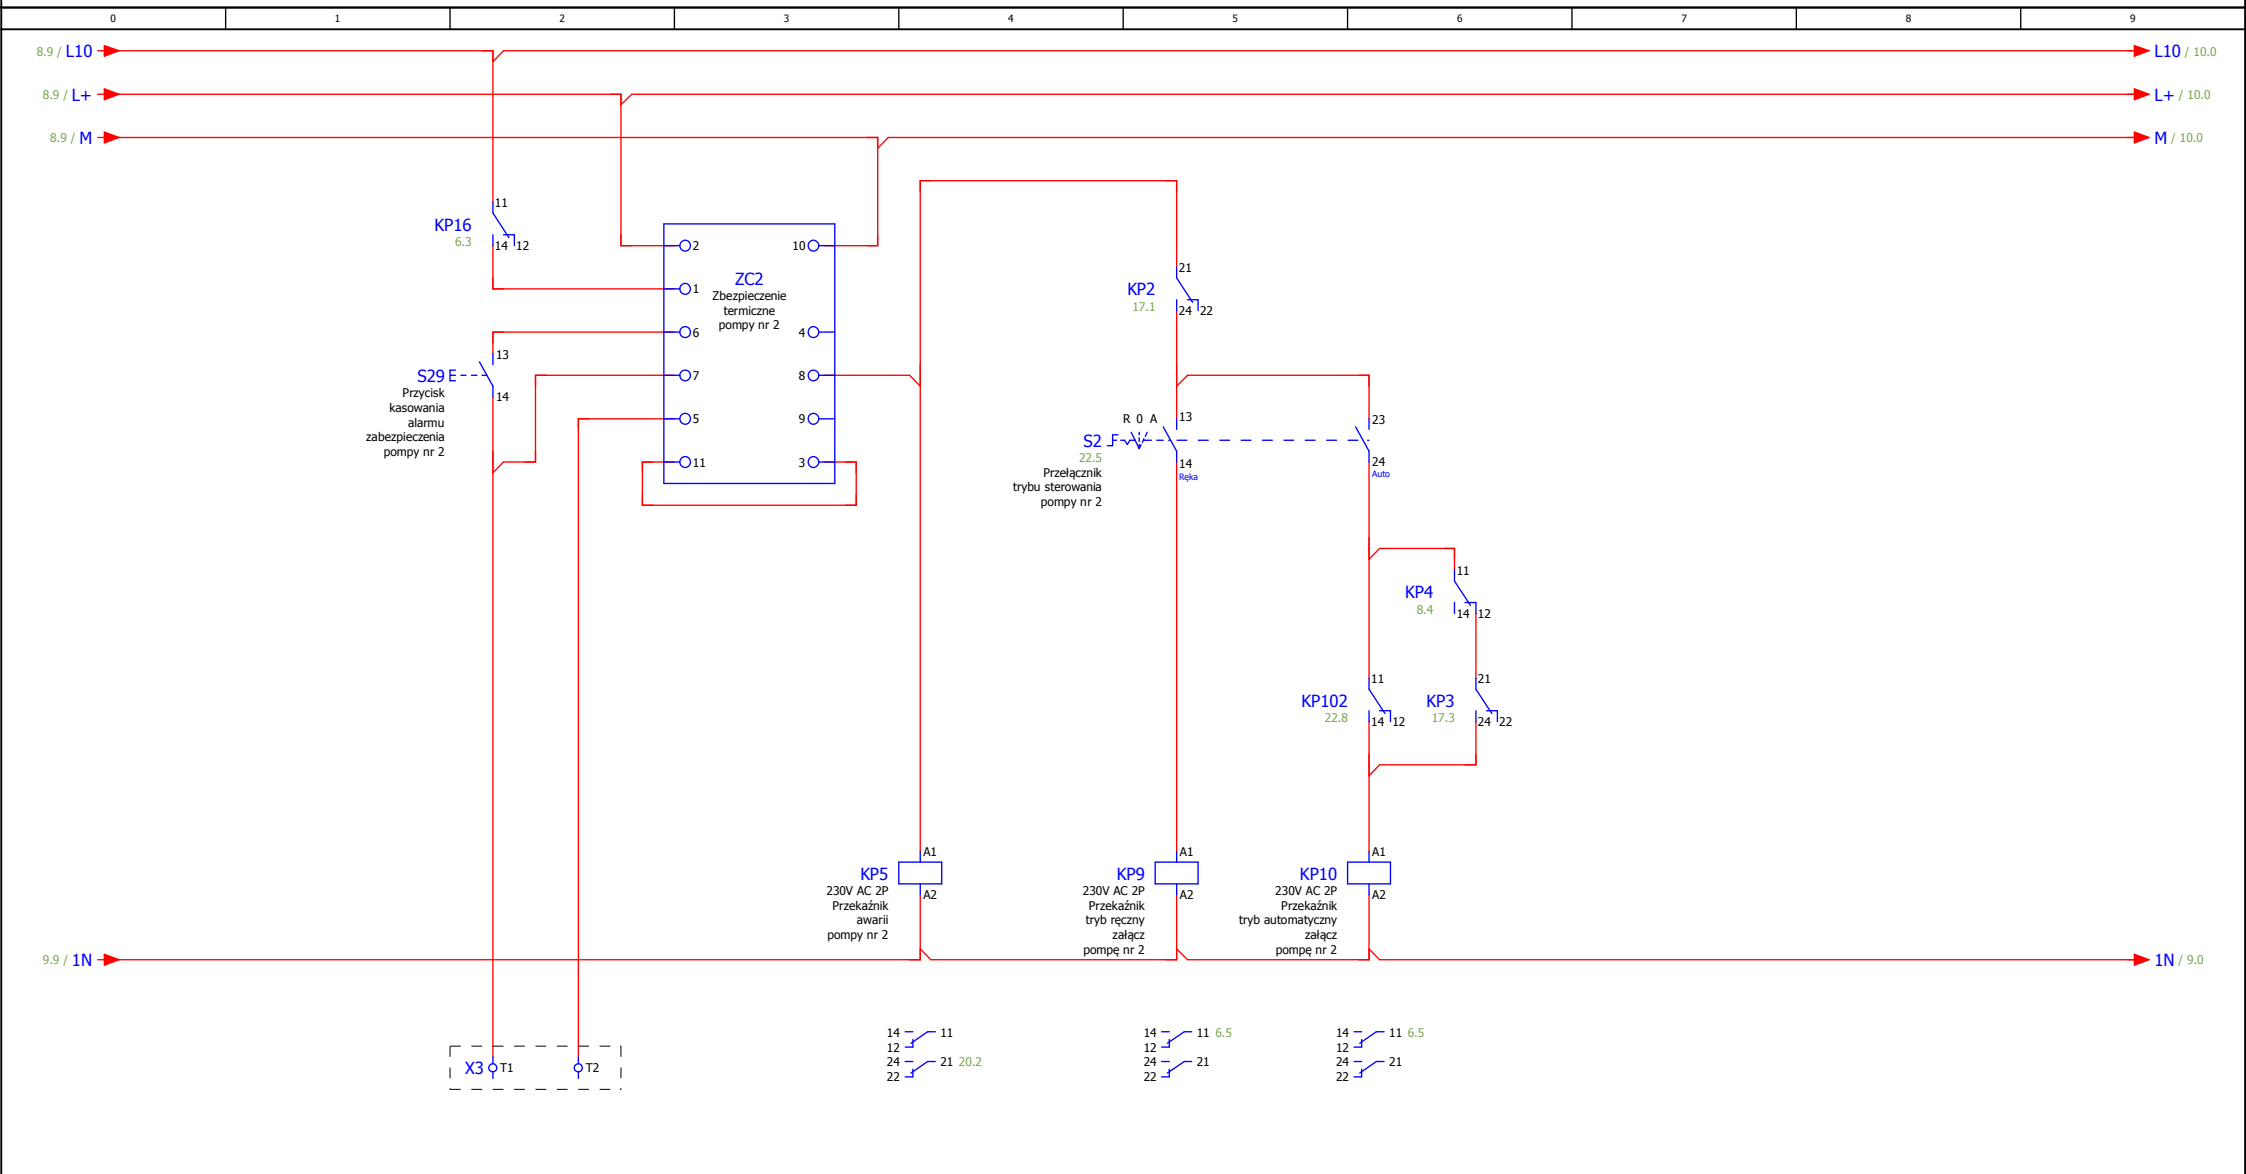 0 1 2 3 4 5 6 7 8 9
8.9 / L10
L10 / 10.0
8.9 / L+
L+ / 10.0
8.9 / M
M / 10.0
11
KP16
6.3
14 12
2
10
ZC2
Zbezpieczenie
termiczne
pompy nr 2
1
6
4
7
8
5
9
11
3
13
S29 E
14
Przycisk
kasowania
alarmu
zabezpieczenia
pompy nr 2
21
KP2
17.1
24 22
R 0 A
13
S2
22.5
14
Ręka
Przełącznik
trybu sterowania
pompy nr 2
23
24
Auto
11
KP4
8.4
14 12
11
KP102
22.8
14 12
21
KP3
17.3
24 22
A1
KP5
A2
230V AC 2P
Przekaźnik
awarii
pompy nr 2
A1
KP9
A2
230V AC 2P
Przekaźnik
tryb ręczny
załącz
pompę nr 2
A1
KP10
A2
230V AC 2P
Przekaźnik
tryb automatyczny
załącz
pompę nr 2
9.9 / 1N
1N / 9.0
X3 T1 T2
14 11
12
24 21 20.2
22
14 11 6.5
12
24 21
22
14 11 6.5
12
24 21
22